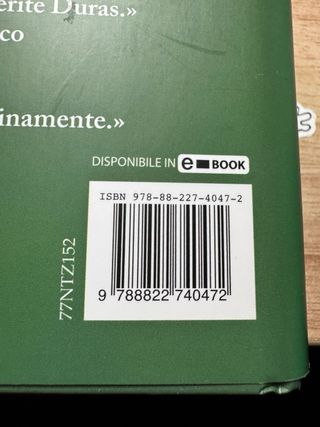 erite Duras.»
co
inamente.»
DISPONIBILE IN e BOOK
ISBN 978-88-227-4047-2
9 788822 740472
77NTZ152